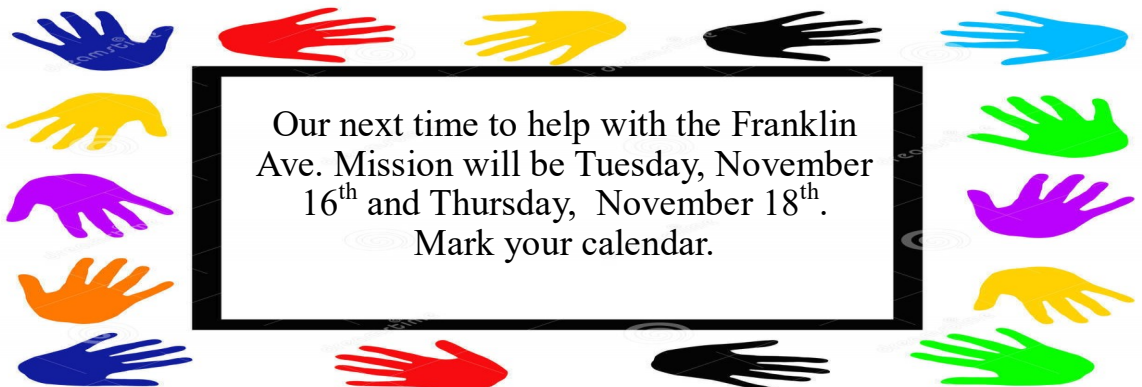 Our next time to help with the Franklin
Ave. Mission will be Tuesday, November
16th and Thursday,  November 18th.
Mark your calendar.